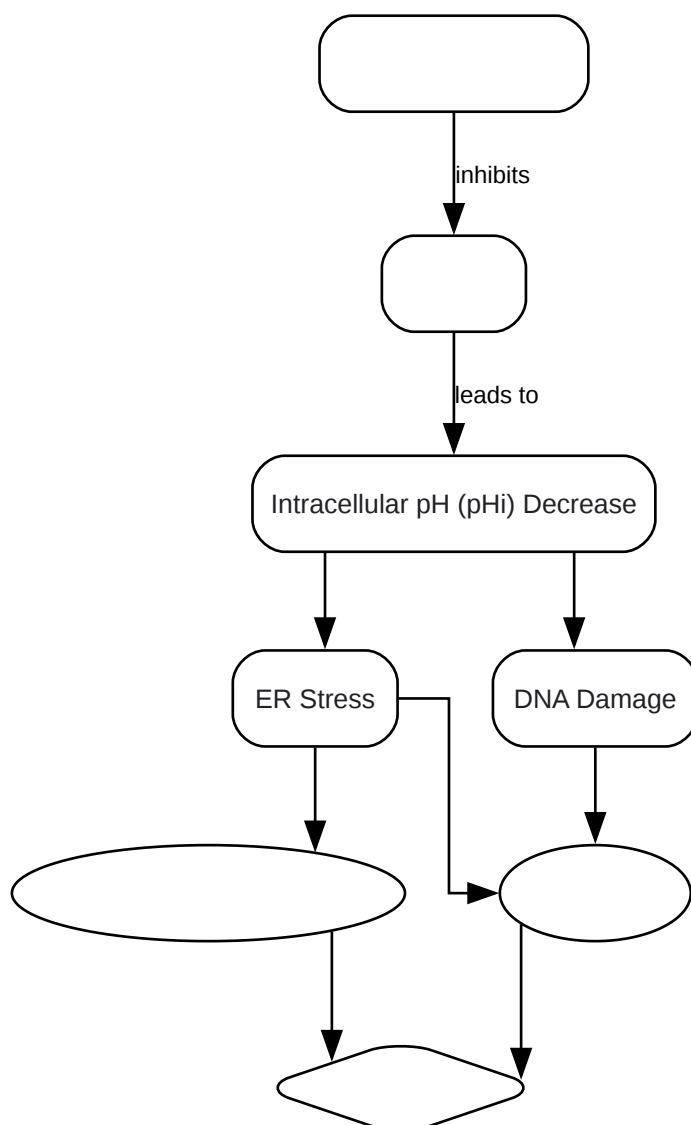 inhibits
leads to
Intracellular pH (pHi) Decrease
ER Stress
DNA Damage